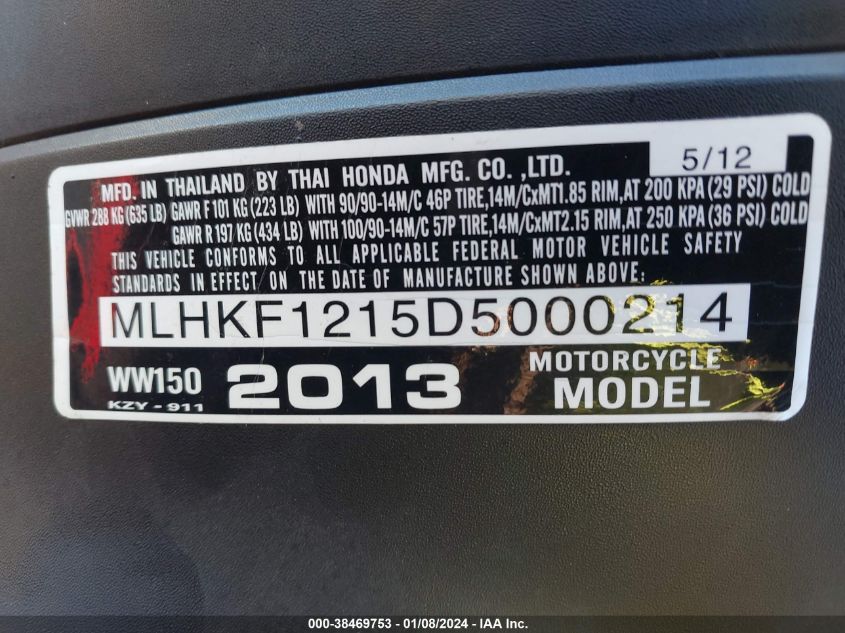 5/12
MFD. IN THAILAND BY THAI HONDA MFG. CO. ,LTD.
GVWR 288 KG (635 LB) GAWR F 101 KG (223 LB) WITH 90/90-14M/C 46P TIRE,14M/CxMT1.85 RIM,AT 200 KPA (29 PSI) COLD
GAWR R 197 KG (434 LB) WITH 100/90-14M/C 57P TIRE,14M/CxMT2.15 RIM,AT 250 KPA (36 PSI) COLD
THIS VEHICLE CONFORMS TO ALL APPLICABLE FEDERAL MOTOR VEHICLE SAFETY
STANDARDS IN EFFECT ON THE DATE OF MANUFACTURE SHOWN ABOVE:
MLHKF1215D5000214
WW150 2013 MOTORCYCLE
KZY - 911 MODEL
000-38469753 - 01/08/2024 - IAA Inc.